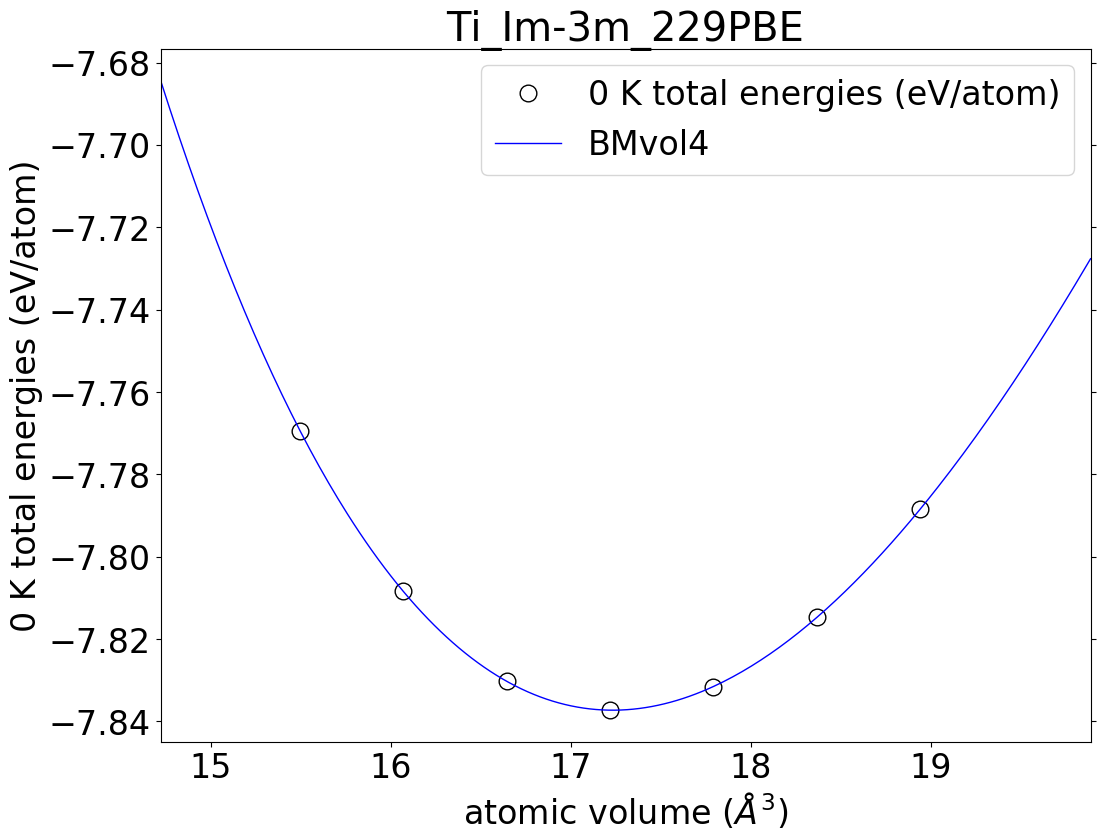 Ti_Im-3m_229PBE
0 K total energies (eV/atom)
BMvol4
0 K total energies (eV/atom)
−7.68
−7.70
−7.72
−7.74
−7.76
−7.78
−7.80
−7.82
−7.84
15 16 17 18 19
atomic volume (Å³)